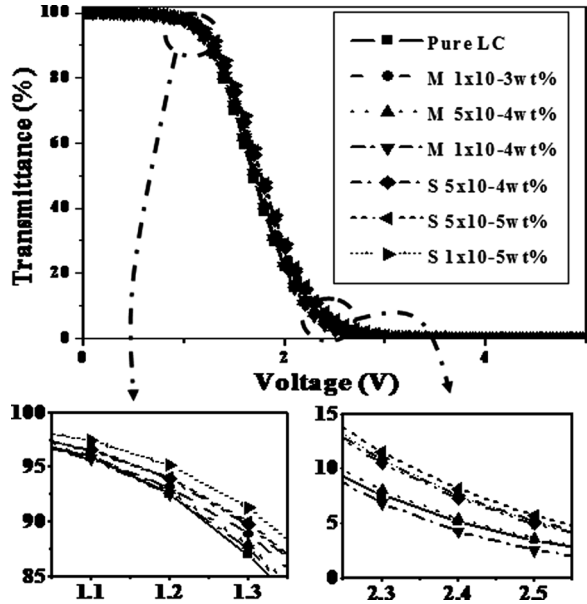 100
80
60
40
20
0
Transmittance (%)
Pure LC
M 1x10-3wt%
M 5x10-4wt%
M 1x10-4wt%
S 5x10-4wt%
S 5x10-5wt%
S 1x10-5wt%
0 2 4
Voltage (V)
100
95
90
85
1.1 1.2 1.3
15
10
5
0
2.3 2.4 2.5